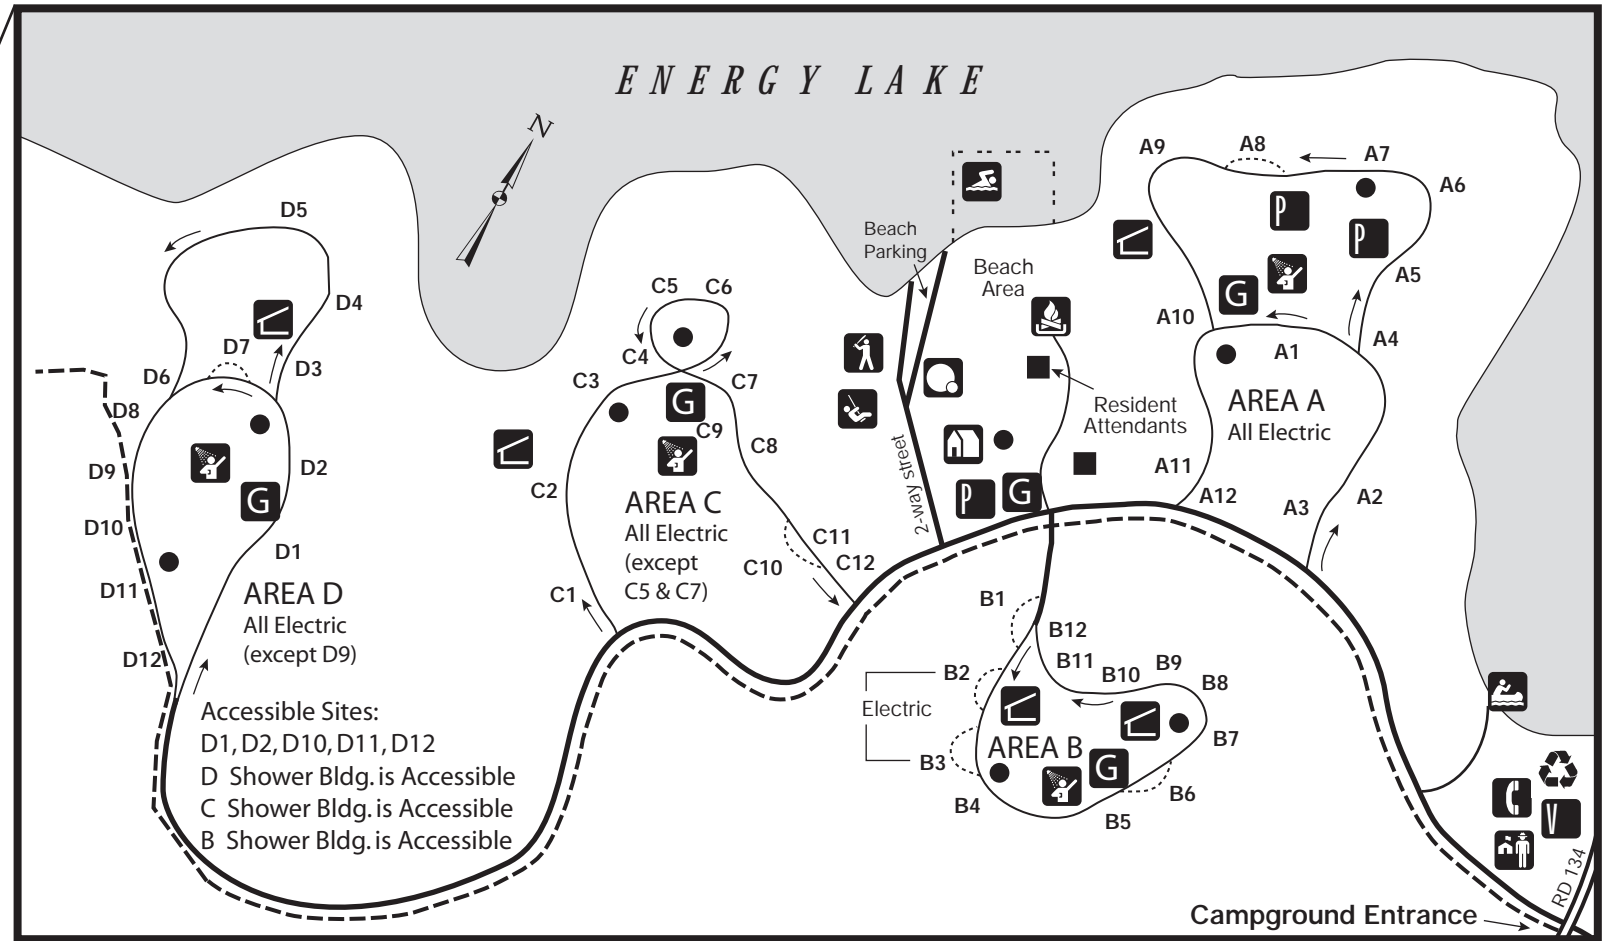 ENERGY LAKE
N
A9
A8
A7
A6
P
P
A5
G
A10
A4
A1
AREA A
All Electric
A11
A12
A3
A2
Beach
Parking
Beach
Area
Resident
Attendants
2-way street
P
G
D5
D4
D7
D3
D6
D8
D9
D2
G
D10
D1
D11
D12
AREA D
All Electric
(except D9)
C5
C6
C4
C3
C7
G
C9
C8
C2
AREA C
All Electric
(except
C5 & C7)
C11
C10
C12
C1
B1
B12
B11
B2
B10
B9
B8
Electric
B7
AREA B
B3
G
B4
B6
B5
Accessible Sites:
D1, D2, D10, D11, D12
D Shower Bldg. is Accessible
C Shower Bldg. is Accessible
B Shower Bldg. is Accessible
V
RD 134
Campground Entrance